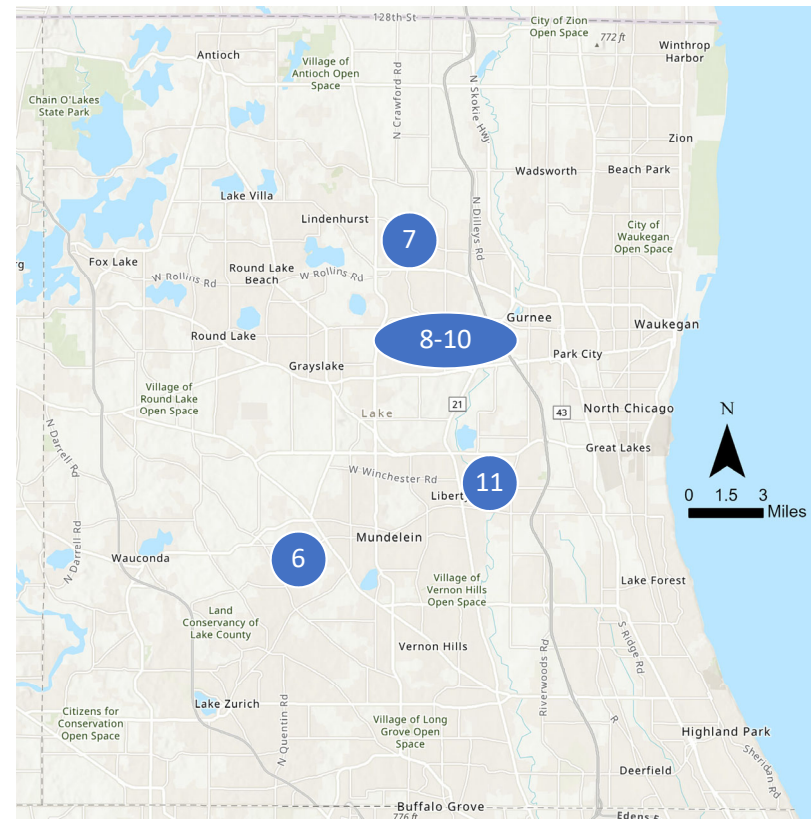 128th St
City of Zion
Open Space
772 ft
Winthrop
Harbor
Antioch
Village of
Antioch Open
Space
N Crawford Rd
N Skokie Hwy
Chain O'Lakes
State Park
Zion
Wadsworth
Beach Park
Lake Villa
Lindenhurst
N Dilleys Rd
City of
Waukegan
Open Space
7
rg
Fox Lake
Round Lake
Beach
W Rollins Rd
W Rollins Rd
Gurnee
Waukegan
Round Lake
8-10
Park City
Grayslake
Village of
Round Lake
Open Space
Lake
21
43
North Chicago
N
Great Lakes
N Darrell Rd
W Winchester Rd
11
Liberty
0 1.5 3
Miles
N Darrell Rd
Mundelein
Wauconda
6
Village of
Vernon Hills
Open Space
Lake Forest
Land
Conservancy of
Lake County
S Ridge Rd
Vernon Hills
Riverwoods Rd
Lake Zurich
N Quentin Rd
Citizens for
Conservation
Open Space
Village of Long
Grove Open
Space
R
Highland Park
Sheridan Rd
Deerfield
Buffalo Grove
776 ft
Edens E